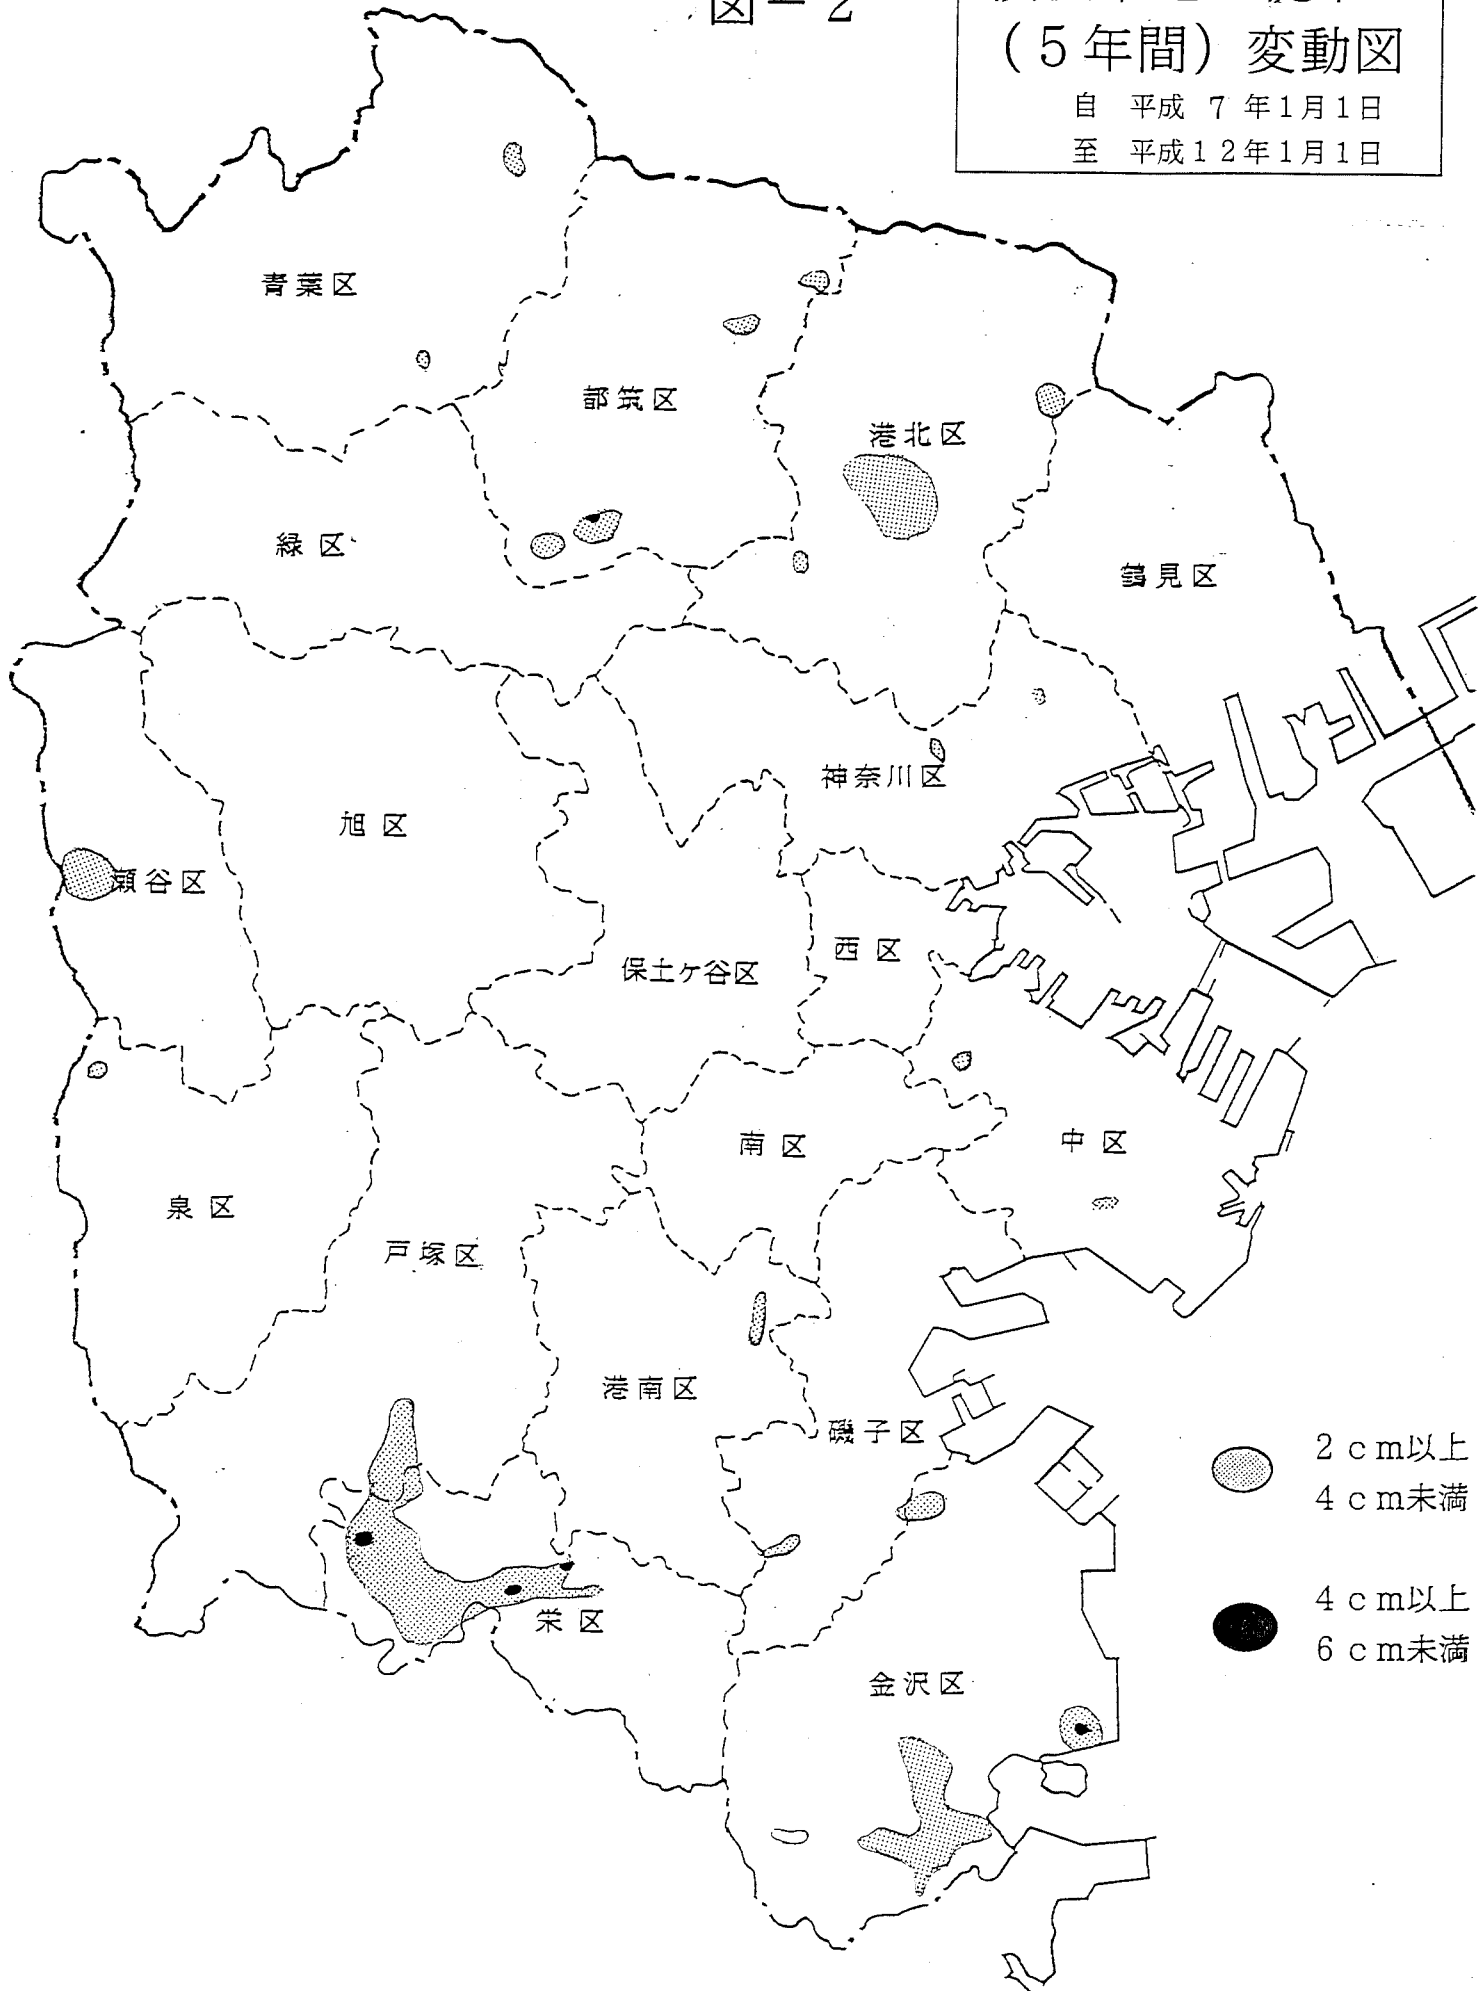 図－２
（５年間）変動図
自　平成　７年１月１日
至　平成１２年１月１日
青葉区
都筑区
港北区
緑区
鶴見区
神奈川区
旭区
瀬谷区
西区
保土ヶ谷区
南区
中区
泉区
戸塚区
港南区
磯子区
２ｃｍ以上
４ｃｍ未満
４ｃｍ以上
６ｃｍ未満
栄区
金沢区